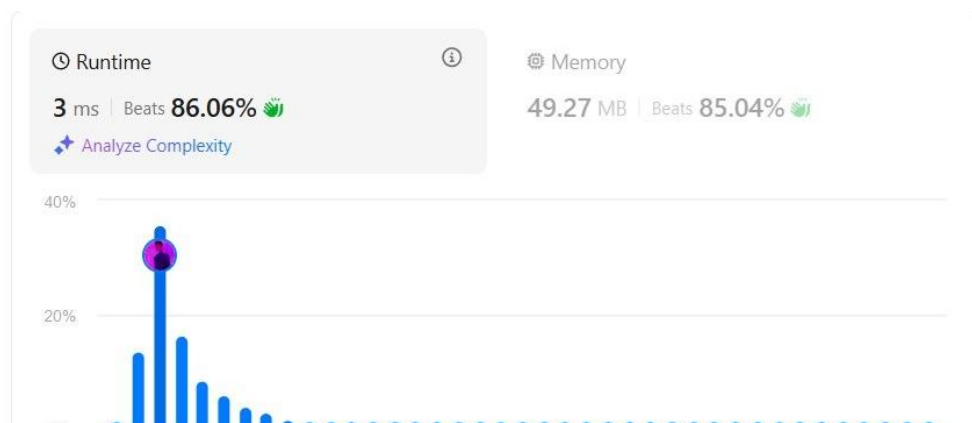 Runtime
3 ms | Beats 86.06%
Analyze Complexity
Memory
49.27 MB | Beats 85.04%
40%
20%